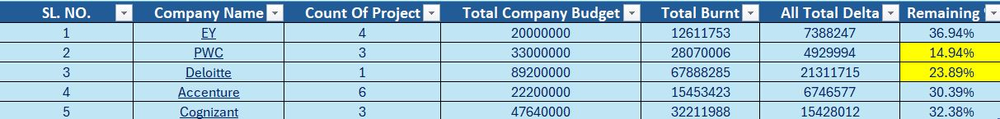 SL. NO. Company Name Count Of Project Total Company Budget Total Burnt All Total Delta Remaining
1 EY 4 20000000 12611753 7388247 36.94%
2 PWC 3 33000000 28070006 4929994 14.94%
3 Deloitte 1 89200000 67888285 21311715 23.89%
4 Accenture 6 22200000 15453423 6746577 30.39%
5 Cognizant 3 47640000 32211988 15428012 32.38%